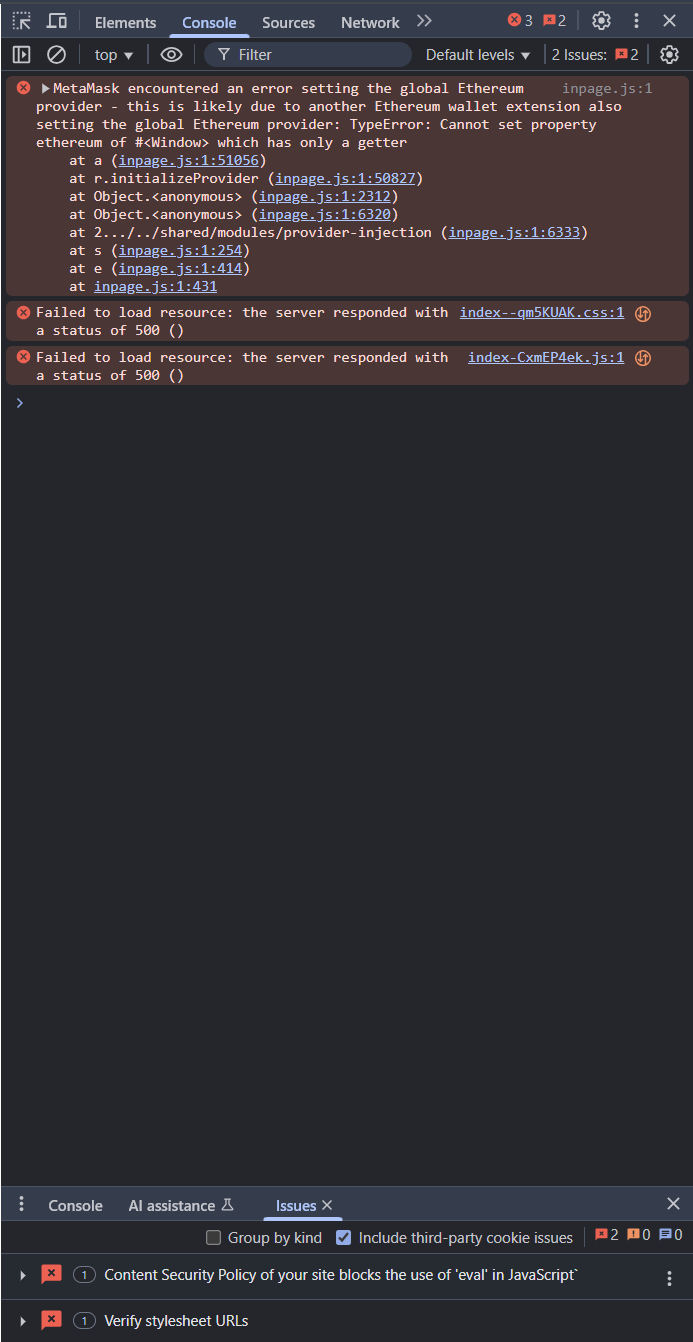 Elements Console Sources Network 3 2
top Filter Default levels 2 Issues: 2
MetaMask encountered an error setting the global Ethereum inpage.js:1
provider - this is likely due to another Ethereum wallet extension also
setting the global Ethereum provider: TypeError: Cannot set property
ethereum of #<Window> which has only a getter
at a (inpage.js:1:51056)
at r.initializeProvider (inpage.js:1:50827)
at Object.<anonymous> (inpage.js:1:2312)
at Object.<anonymous> (inpage.js:1:6320)
at 2.../../shared/modules/provider-injection (inpage.js:1:6333)
at s (inpage.js:1:254)
at e (inpage.js:1:414)
at inpage.js:1:431
Failed to load resource: the server responded with index--qm5KUAK.css:1
a status of 500 ()
Failed to load resource: the server responded with index-CxmEP4ek.js:1
a status of 500 ()
Console AI assistance Issues
Group by kind Include third-party cookie issues 2 0 0
1 Content Security Policy of your site blocks the use of 'eval' in JavaScript`
1 Verify stylesheet URLs